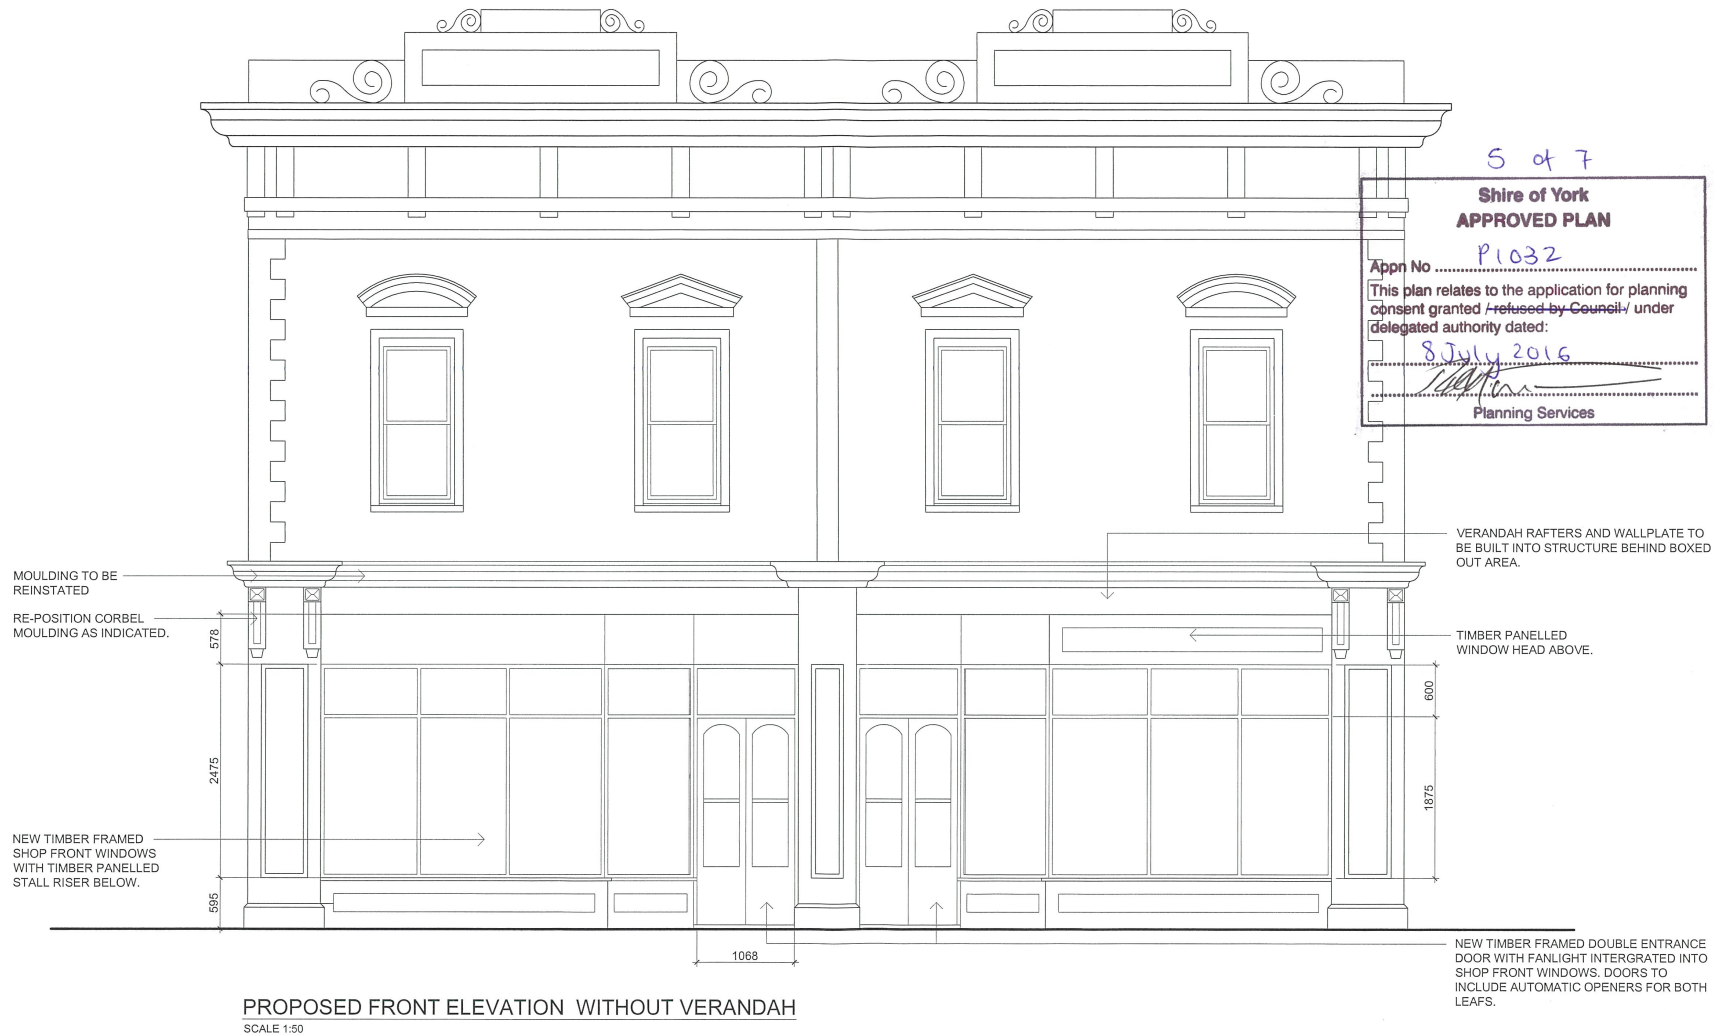 5 of 7
Shire of York
APPROVED PLAN
Appn No P1032
This plan relates to the application for planning
consent granted / refused by Council / under
delegated authority dated:
8 July 2016
Planning Services
VERANDAH RAFTERS AND WALLPLATE TO
BE BUILT INTO STRUCTURE BEHIND BOXED
OUT AREA.
MOULDING TO BE
REINSTATED
RE-POSITION CORBEL
MOULDING AS INDICATED.
578
TIMBER PANELLED
WINDOW HEAD ABOVE.
600
2475
1875
NEW TIMBER FRAMED
SHOP FRONT WINDOWS
WITH TIMBER PANELLED
STALL RISER BELOW.
595
1068
NEW TIMBER FRAMED DOUBLE ENTRANCE
DOOR WITH FANLIGHT INTERGRATED INTO
SHOP FRONT WINDOWS. DOORS TO
INCLUDE AUTOMATIC OPENERS FOR BOTH
LEAFS.
PROPOSED FRONT ELEVATION WITHOUT VERANDAH
SCALE 1:50